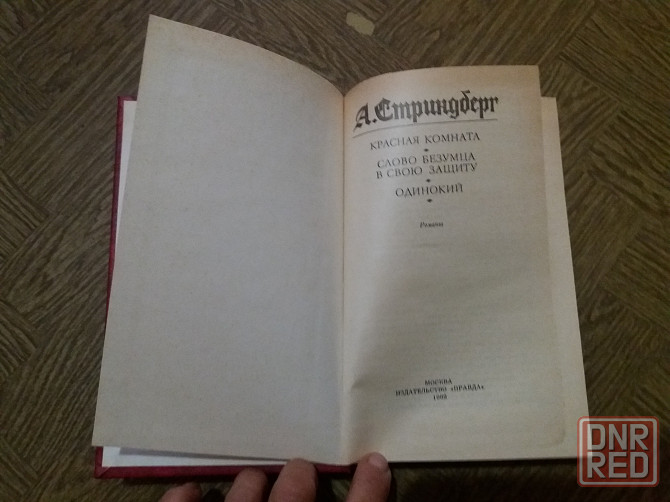 А.Стриндберг
КРАСНАЯ КОМНАТА
СЛОВО БЕЗУМЦА
В СВОЮ ЗАЩИТУ
ОДИНОКИЙ
Романы
МОСКВА
ИЗДАТЕЛЬСТВО «ПРАВДА»
DNR
RED